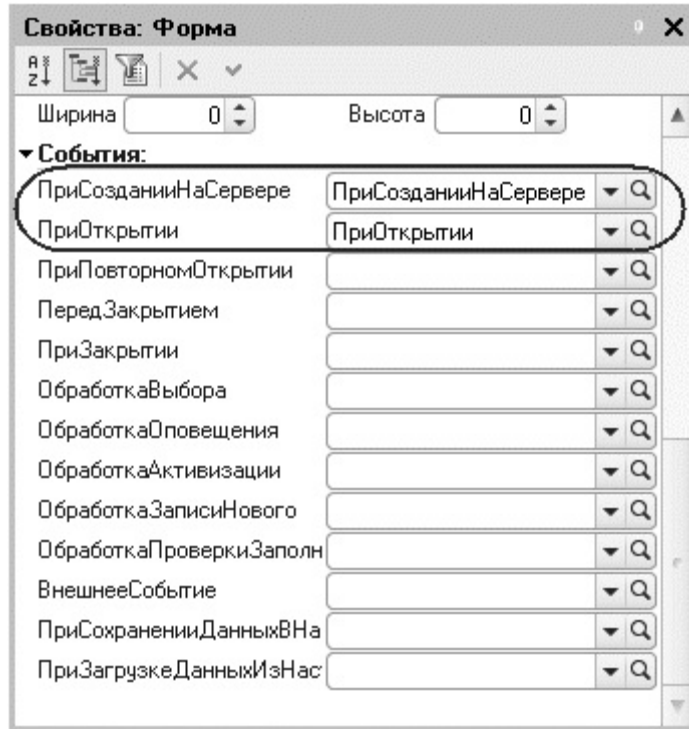 Свойства: Форма
Ширина 0 Высота 0
События:
ПриСозданииНаСервере ПриСозданииНаСервере
ПриОткрытии ПриОткрытии
ПриПовторномОткрытии
ПередЗакрытием
ПриЗакрытии
ОбработкаВыбора
ОбработкаОповещения
ОбработкаАктивизации
ОбработкаЗаписиНового
ОбработкаПроверкиЗаполн
ВнешнееСобытие
ПриСохраненииДанныхВНа
ПриЗагрузкеДанныхИзНаст